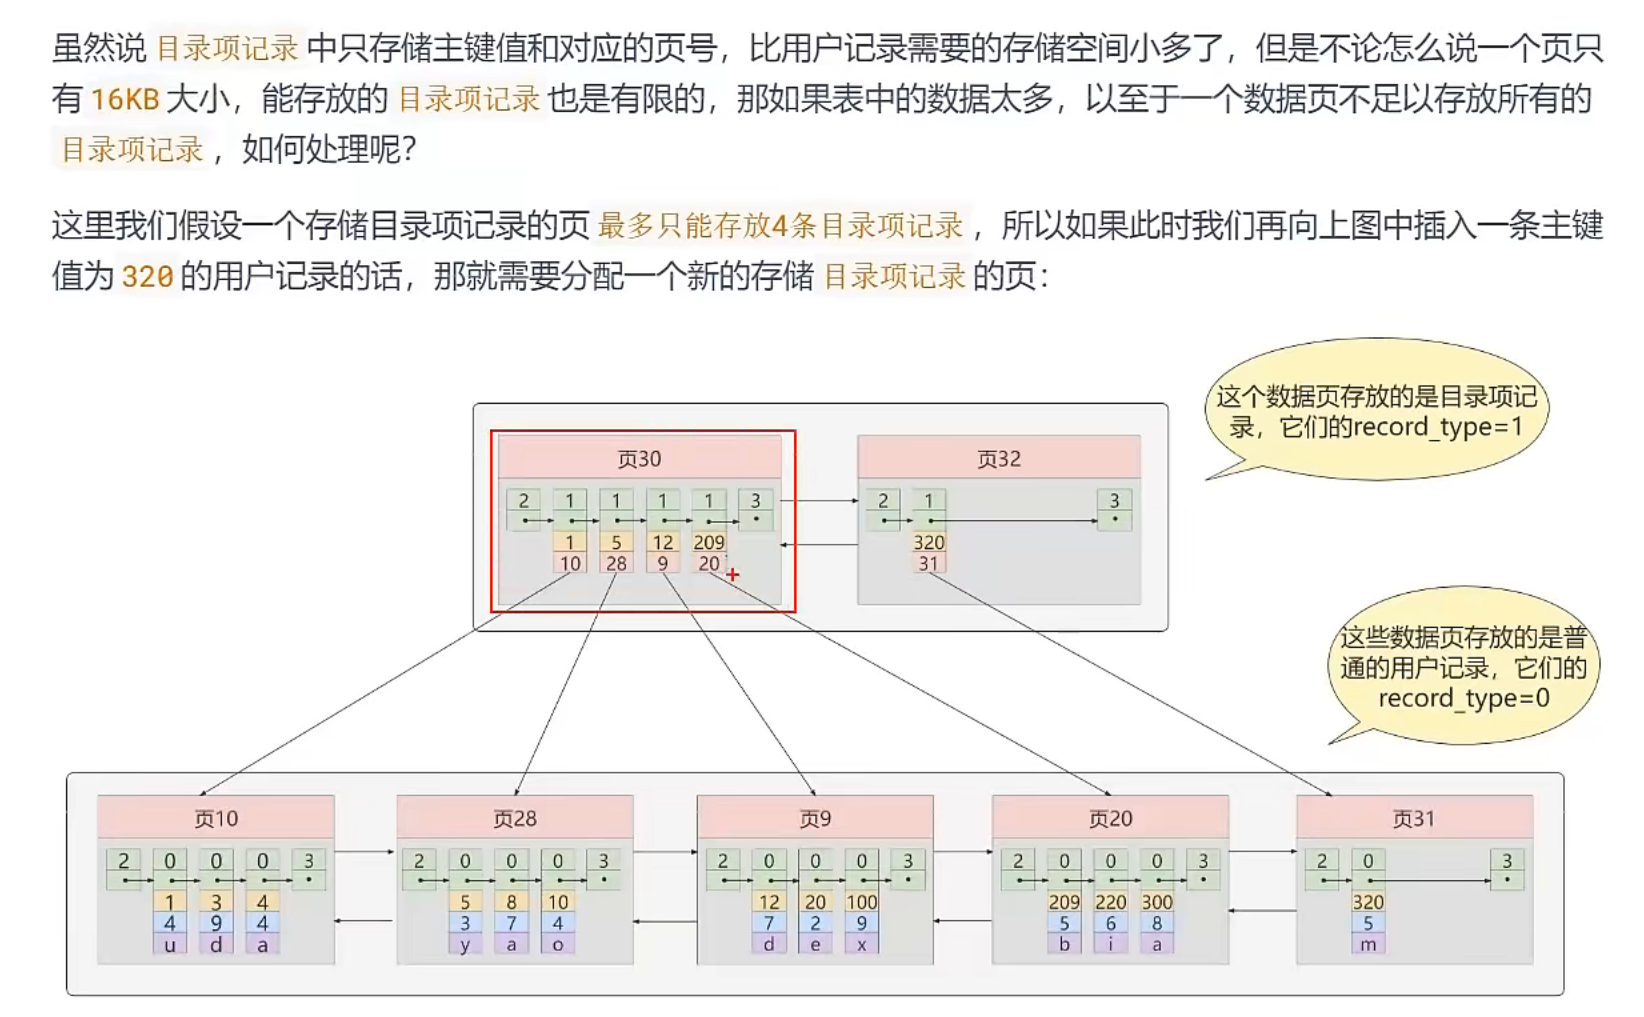 虽然说 目录项记录 中只存储主键值和对应的页号，比用户记录需要的存储空间小多了，但是不论怎么说一个页只
有 16KB 大小，能存放的 目录项记录 也是有限的，那如果表中的数据太多，以至于一个数据页不足以存放所有的
目录项记录 ，如何处理呢？
这里我们假设一个存储目录项记录的页 最多只能存放4条目录项记录 ，所以如果此时我们再向上图中插入一条主键
值为 320 的用户记录的话，那就需要分配一个新的存储 目录项记录 的页：
这个数据页存放的是目录项记
录，它们的record_type=1
页30 页32
2 1 1 1 1 3 2 1 3
1 5 12 209 320
10 28 9 20 31
这些数据页存放的是普
通的用户记录，它们的
record_type=0
页10 页28 页9 页20 页31
2 0 0 0 3 2 0 0 0 3 2 0 0 0 3 2 0 0 0 3 2 0 3
1 3 4 5 8 10 12 20 100 209 220 300 320
4 9 4 3 7 4 7 2 9 5 6 8 5
u d a y a o d e x b i a m